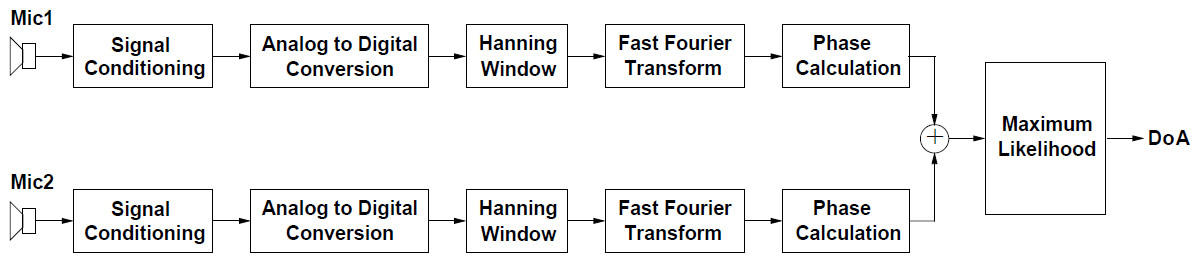 Mic1
Signal
Conditioning
Analog to Digital
Conversion
Hanning
Window
Fast Fourier
Transform
Phase
Calculation
+
Maximum
Likelihood
DoA
Mic2
Signal
Conditioning
Analog to Digital
Conversion
Hanning
Window
Fast Fourier
Transform
Phase
Calculation